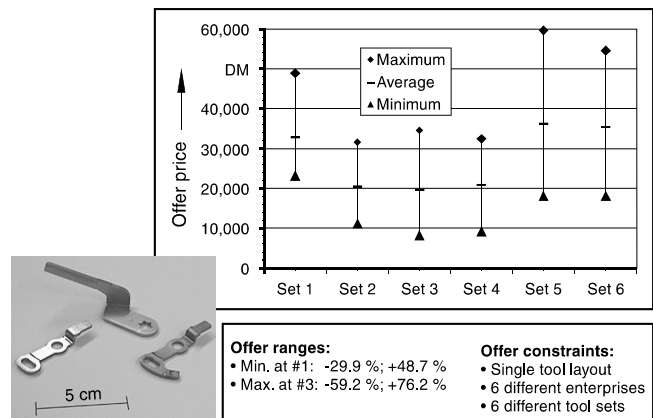 60,000
DM
40,000
30,000
20,000
10,000
0
Offer price
Maximum
Average
Minimum
Set 1 Set 2 Set 3 Set 4 Set 5 Set 6
5 cm
Offer ranges:
• Min. at #1: -29.9 %; +48.7 %
• Max. at #3: -59.2 %; +76.2 %
Offer constraints:
• Single tool layout
• 6 different enterprises
• 6 different tool sets